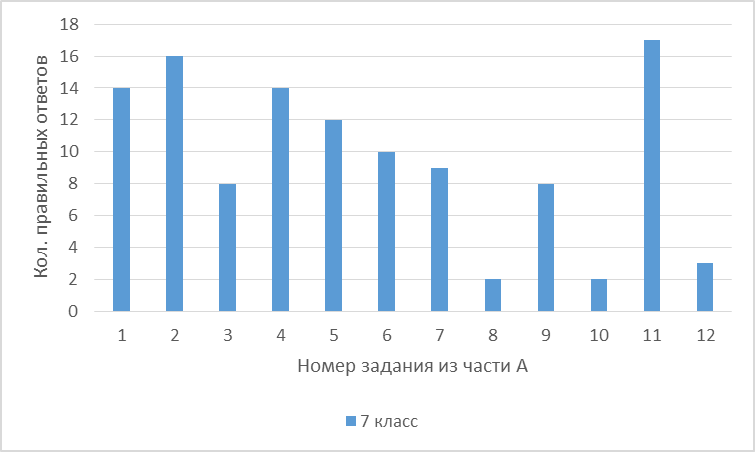 18
16
14
12
10
8
6
4
2
0
Кол. правильных ответов
1 2 3 4 5 6 7 8 9 10 11 12
Номер задания из части А
7 класс